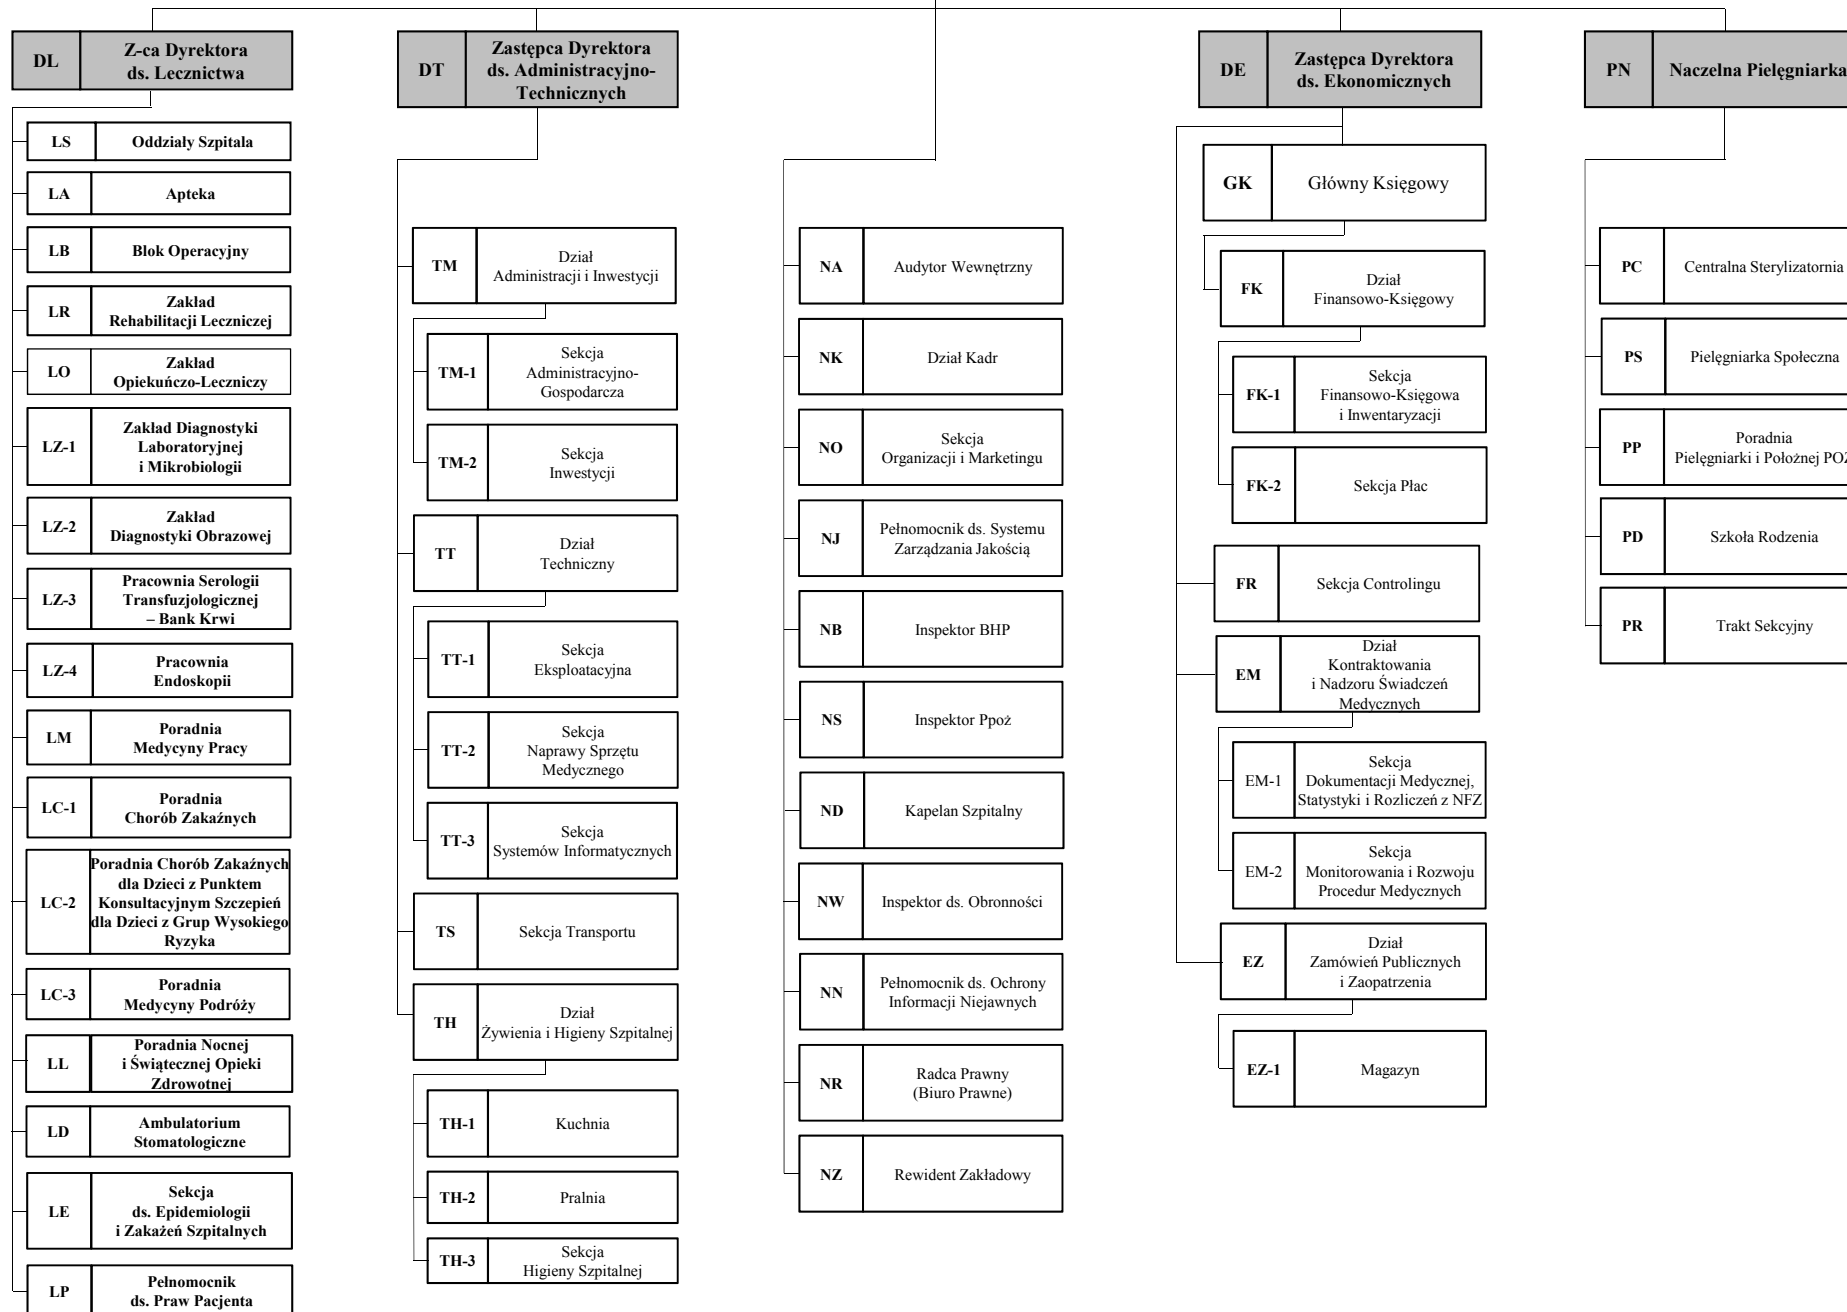 DL
Z-ca Dyrektora
ds. Lecznictwa
LS
Oddziały Szpitala
LA
Apteka
LB
Blok Operacyjny
LR
Zakład
Rehabilitacji Leczniczej
LO
Zakład
Opiekuńczo-Leczniczy
LZ-1
Zakład Diagnostyki
Laboratoryjnej
i Mikrobiologii
LZ-2
Zakład
Diagnostyki Obrazowej
LZ-3
Pracownia Serologii
Transfuzjologicznej
– Bank Krwi
LZ-4
Pracownia
Endoskopii
LM
Poradnia
Medycyny Pracy
LC-1
Poradnia
Chorób Zakaźnych
LC-2
Poradnia Chorób Zakaźnych
dla Dzieci z Punktem
Konsultacyjnym Szczepień
dla Dzieci z Grup Wysokiego
Ryzyka
LC-3
Poradnia
Medycyny Podróży
LL
Poradnia Nocnej
i Świątecznej Opieki
Zdrowotnej
LD
Ambulatorium
Stomatologiczne
LE
Sekcja
ds. Epidemiologii
i Zakażeń Szpitalnych
LP
Pełnomocnik
ds. Praw Pacjenta
DT
Zastępca Dyrektora
ds. Administracyjno-
Technicznych
TM
Dział
Administracji i Inwestycji
TM-1
Sekcja
Administracyjno-
Gospodarcza
TM-2
Sekcja
Inwestycji
TT
Dział
Techniczny
TT-1
Sekcja
Eksploatacyjna
TT-2
Sekcja
Naprawy Sprzętu
Medycznego
TT-3
Sekcja
Systemów Informatycznych
TS
Sekcja Transportu
TH
Dział
Żywienia i Higieny Szpitalnej
TH-1
Kuchnia
TH-2
Pralnia
TH-3
Sekcja
Higieny Szpitalnej
NA
Audytor Wewnętrzny
NK
Dział Kadr
NO
Sekcja
Organizacji i Marketingu
NJ
Pełnomocnik ds. Systemu
Zarządzania Jakością
NB
Inspektor BHP
NS
Inspektor Ppoż
ND
Kapelan Szpitalny
NW
Inspektor ds. Obronności
NN
Pełnomocnik ds. Ochrony
Informacji Niejawnych
NR
Radca Prawny
(Biuro Prawne)
NZ
Rewident Zakładowy
DE
Zastępca Dyrektora
ds. Ekonomicznych
GK
Główny Księgowy
FK
Dział
Finansowo-Księgowy
FK-1
Sekcja
Finansowo-Księgowa
i Inwentaryzacji
FK-2
Sekcja Płac
FR
Sekcja Controlingu
EM
Dział
Kontraktowania
i Nadzoru Świadczeń
Medycznych
EM-1
Sekcja
Dokumentacji Medycznej,
Statystyki i Rozliczeń z NFZ
EM-2
Sekcja
Monitorowania i Rozwoju
Procedur Medycznych
EZ
Dział
Zamówień Publicznych
i Zaopatrzenia
EZ-1
Magazyn
PN
Naczelna Pielęgniarka
PC
Centralna Sterylizatornia
PS
Pielęgniarka Społeczna
PP
Poradnia
Pielęgniarki i Położnej POZ
PD
Szkoła Rodzenia
PR
Trakt Sekcyjny